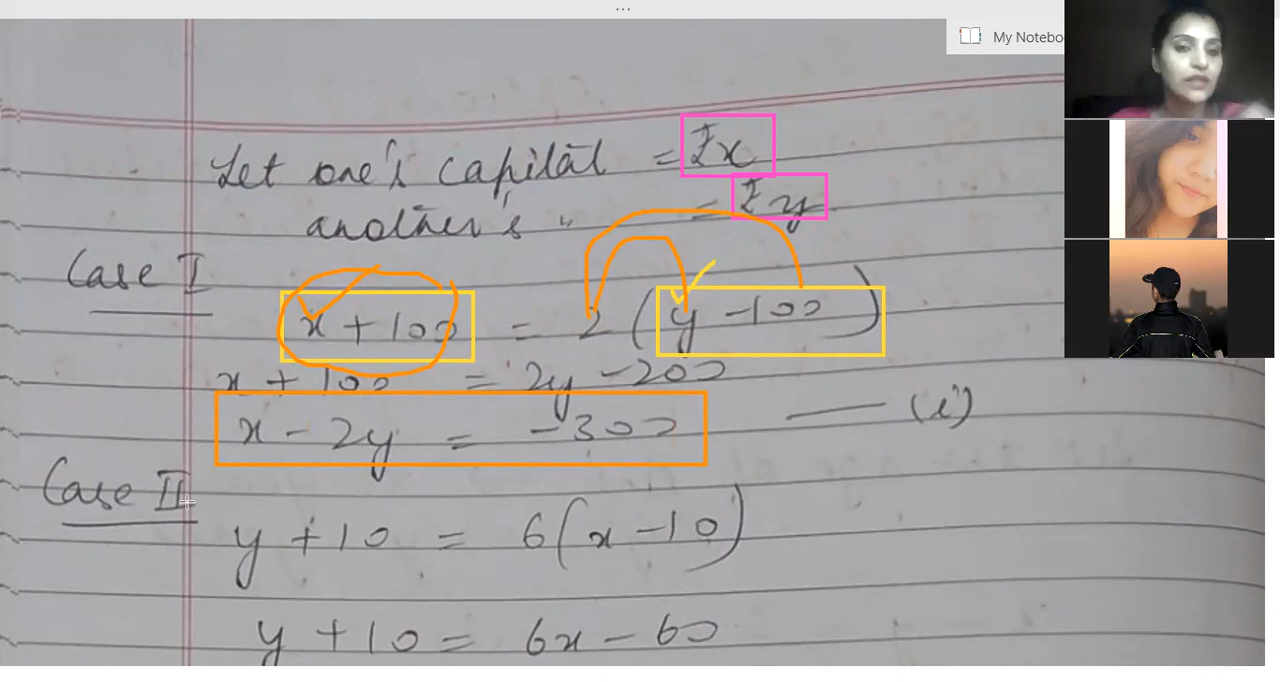 ...
My Notebo
Let one's capital = ₹x
another's " = ₹y
Case I
x + 100 = 2 ( y - 100 )
x + 100 = 2y - 200
x - 2y = - 300 —— (i)
Case II
y + 10 = 6 ( x - 10 )
y + 10 = 6x - 60